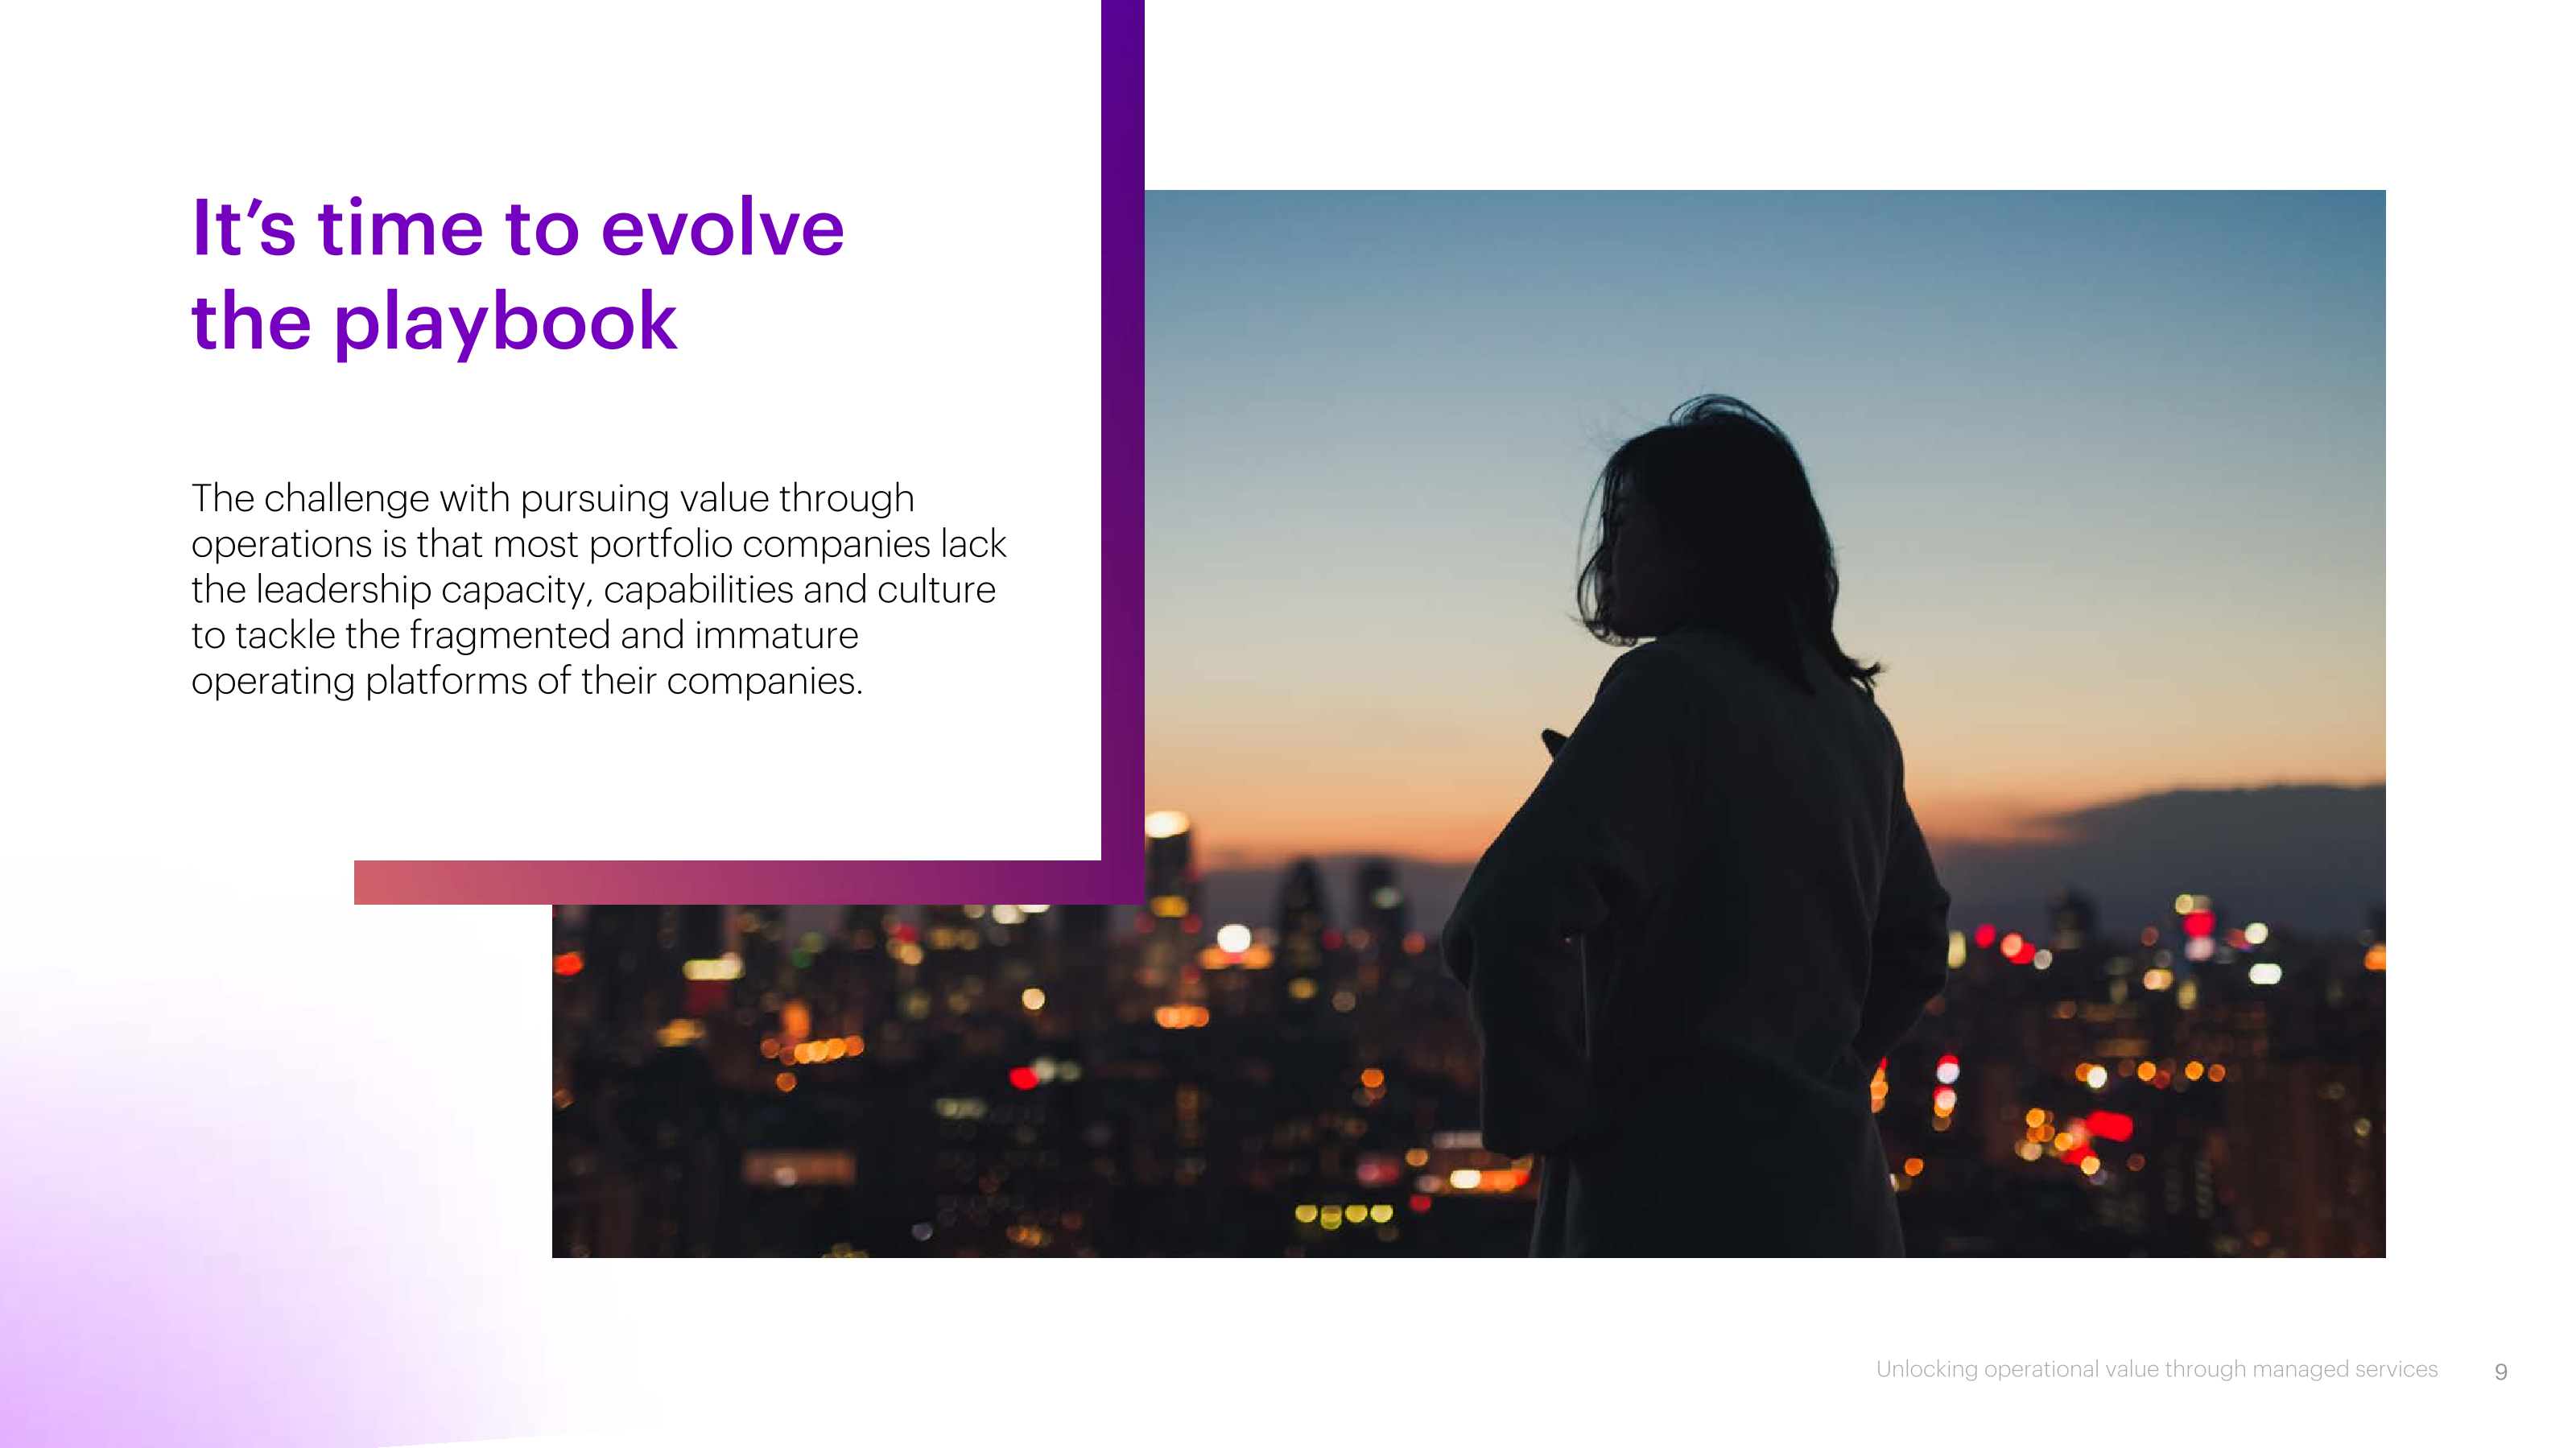 It’s time to evolve
the playbook
The challenge with pursuing value through
operations is that most portfolio companies lack
the leadership capacity, capabilities and culture
to tackle the fragmented and immature
operating platforms of their companies.
Unlocking operational value through managed services
9